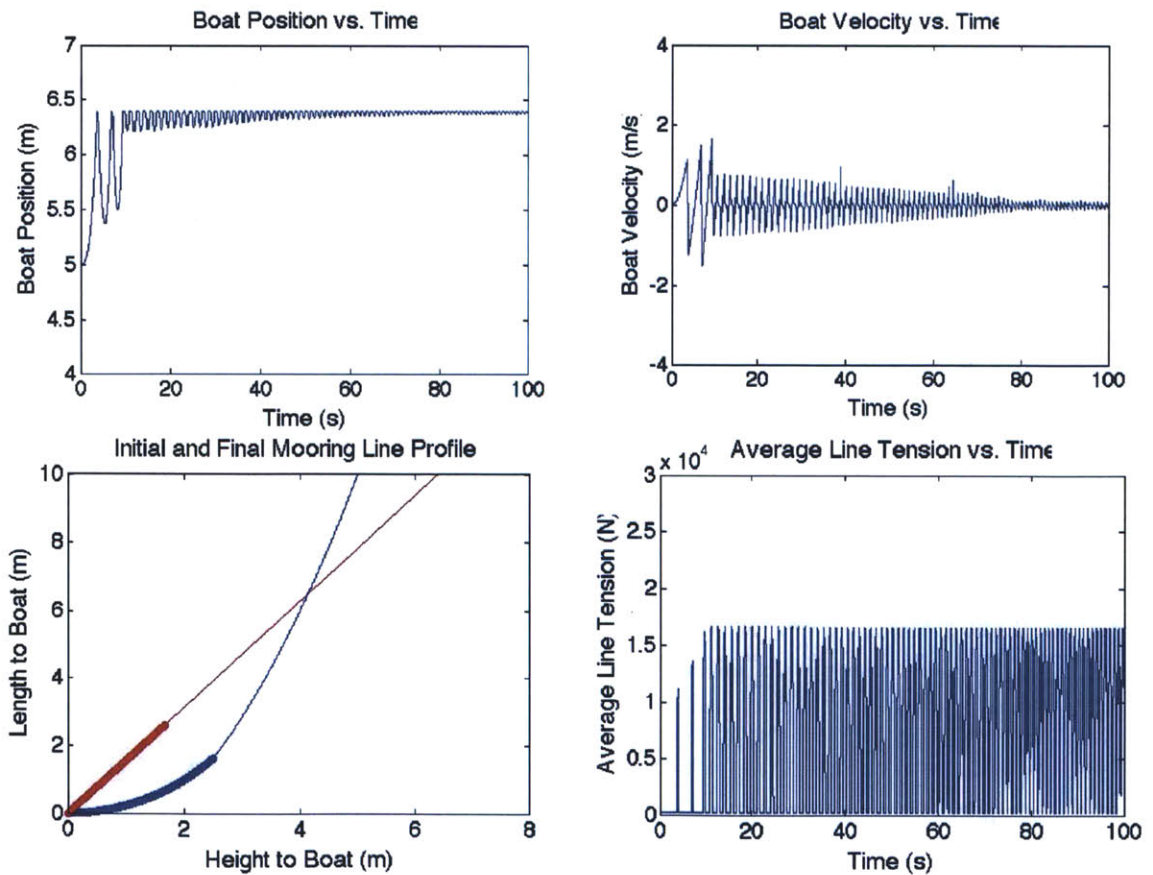 Boat Position vs. Time
7
6.5
6
5.5
5
4.5
4
Boat Position (m)
0 20 40 60 80 100
Time (s)
Boat Velocity vs. Time
4
2
0
-2
-4
Boat Velocity (m/s
0 20 40 60 80 100
Time (s)
Initial and Final Mooring Line Profile
10
8
6
4
2
0
Length to Boat (m)
0 2 4 6 8
Height to Boat (m)
Average Line Tension vs. Time
3 x 10⁴
2.5
2
1.5
1
0.5
0
Average Line Tension (N)
0 20 40 60 80 100
Time (s)